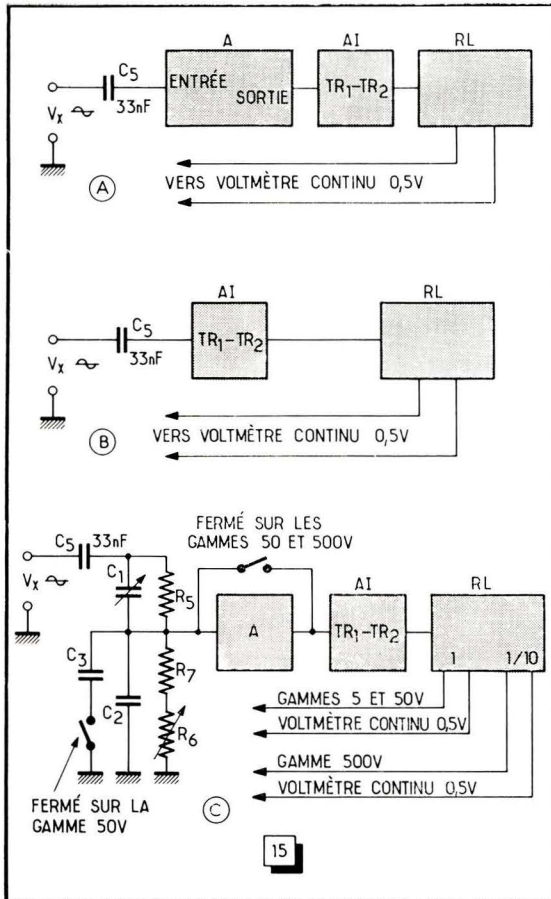 A AI RL
C5
33nF
Vx
ENTRÉE
SORTIE
TR1-TR2
A
VERS VOLTMÈTRE CONTINU 0,5V
AI RL
C5
33nF
Vx
TR1-TR2
B
VERS VOLTMÈTRE CONTINU 0,5V
FERMÉ SUR LES
GAMMES 50 ET 500V
C5 33nF
Vx
C1
R5
AI RL
A
TR1-TR2
1 1/10
C3
C2
R7
R6
GAMMES 5 ET 50V
VOLTMÈTRE CONTINU 0,5V
GAMME 500V
VOLTMÈTRE CONTINU 0,5V
FERMÉ SUR LA
GAMME 50V
C
15